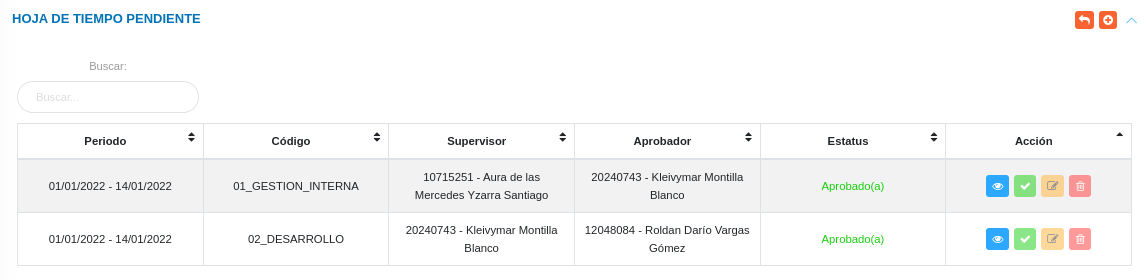 HOJA DE TIEMPO PENDIENTE
Buscar:
Buscar...
Periodo Código Supervisor Aprobador Estatus Acción
01/01/2022 - 14/01/2022 01_GESTION_INTERNA 10715251 - Aura de las 20240743 - Kleivymar Montilla Aprobado(a)
Mercedes Yzarra Santiago Blanco
01/01/2022 - 14/01/2022 02_DESARROLLO 20240743 - Kleivymar Montilla 12048084 - Roldan Darío Vargas Aprobado(a)
Blanco Gómez